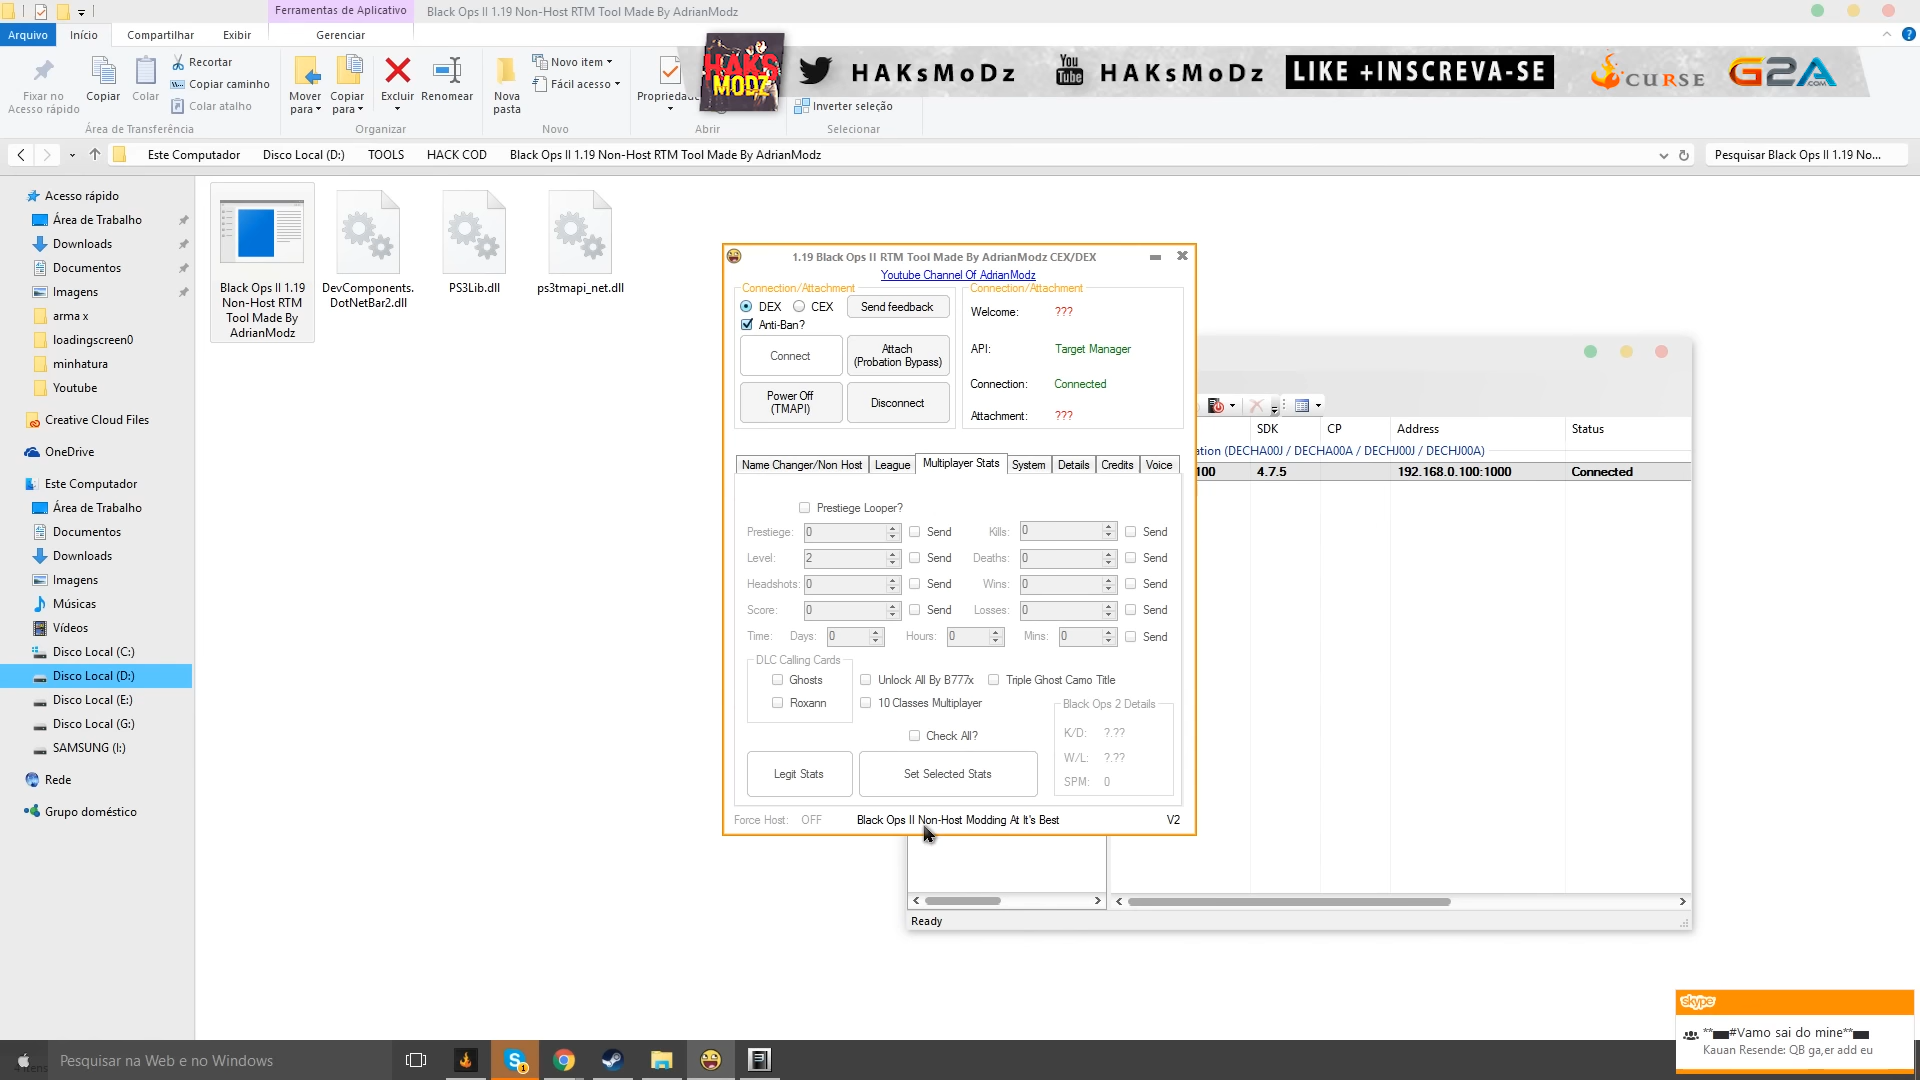 Ferramentas de Aplicativo
Black Ops II 1.19 Non-Host RTM Tool Made By AdrianModz
Arquivo
Início
Compartilhar
Exibir
Gerenciar
Fixar no
Acesso rápido
Copiar
Colar
Recortar
Copiar caminho
Colar atalho
Área de Transferência
Mover
para
Copiar
para
Excluir
Renomear
Organizar
Nova
pasta
Novo item
Fácil acesso
Novo
Abrir
Inverter seleção
Selecionar
HAKS
MODZ
HAKsMoDz
You
Tube
HAKsMoDz
LIKE +INSCREVA-SE
CURSE
G2A.COM
Este Computador
Disco Local (D:)
TOOLS
HACK COD
Black Ops II 1.19 Non-Host RTM Tool Made By AdrianModz
Pesquisar Black Ops II 1.19 No...
Acesso rápido
Área de Trabalho
Downloads
Documentos
Imagens
arma x
loadingscreen0
minhatura
Youtube
Creative Cloud Files
OneDrive
Este Computador
Área de Trabalho
Documentos
Downloads
Imagens
Músicas
Vídeos
Disco Local (C:)
Disco Local (D:)
Disco Local (E:)
Disco Local (G:)
SAMSUNG (I:)
Rede
Grupo doméstico
Black Ops II 1.19
Non-Host RTM
Tool Made By
AdrianModz
DevComponents.
DotNetBar2.dll
PS3Lib.dll
ps3tmapi_net.dll
1.19 Black Ops II RTM Tool Made By AdrianModz CEX/DEX
Youtube Channel Of AdrianModz
Connection/Attachment
DEX
CEX
Send feedback
Anti-Ban?
Connect
Attach
(Probation Bypass)
Power Off
(TMAPI)
Disconnect
Connection/Attachment
Welcome: ???
API: Target Manager
Connection: Connected
Attachment: ???
Name Changer/Non Host
League
Multiplayer Stats
System
Details
Credits
Voice
Prestiege Looper?
Prestiege: 0 Send Kills: 0 Send
Level: 2 Send Deaths: 0 Send
Headshots: 0 Send Wins: 0 Send
Score: 0 Send Losses: 0 Send
Time: Days: 0 Hours: 0 Mins: 0 Send
DLC Calling Cards
Ghosts
Roxann
Unlock All By B777x
Triple Ghost Camo Title
10 Classes Multiplayer
Check All?
Black Ops 2 Details
K/D: ?.??
W/L: ?.??
SPM: 0
Legit Stats
Set Selected Stats
Force Host: OFF
Black Ops II Non-Host Modding At It's Best
V2
SDK
CP
Address
Status
ation (DECHA00J / DECHA00A / DECHJ00J / DECHJ00A)
100
4.7.5
192.168.0.100:1000
Connected
Ready
skype
#Vamo sai do mine**
Kauan Resende: QB ga,er add eu
Pesquisar na Web e no Windows